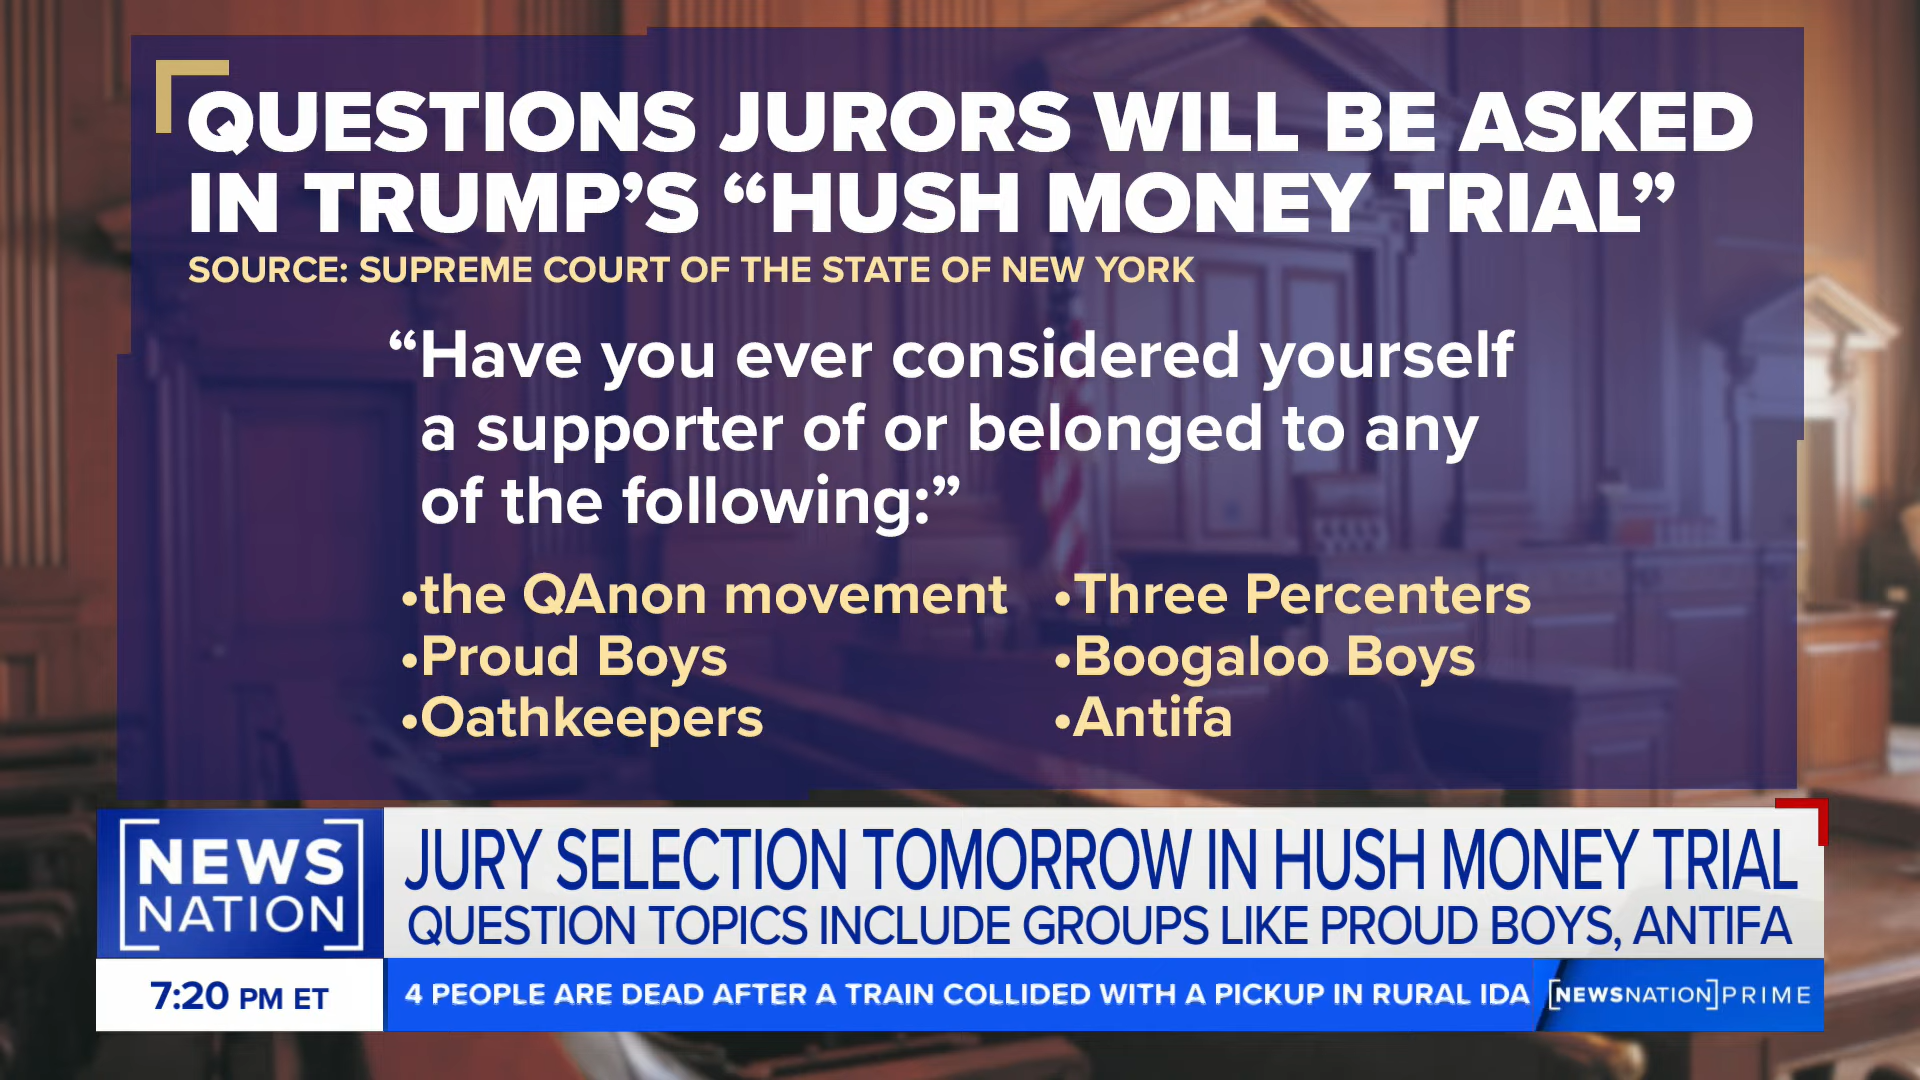 QUESTIONS JURORS WILL BE ASKED
IN TRUMP’S “HUSH MONEY TRIAL”
SOURCE: SUPREME COURT OF THE STATE OF NEW YORK
“Have you ever considered yourself
a supporter of or belonged to any
of the following:”
•the QAnon movement
•Proud Boys
•Oathkeepers
•Three Percenters
•Boogaloo Boys
•Antifa
NEWS
NATION
JURY SELECTION TOMORROW IN HUSH MONEY TRIAL
QUESTION TOPICS INCLUDE GROUPS LIKE PROUD BOYS, ANTIFA
7:20 PM ET
4 PEOPLE ARE DEAD AFTER A TRAIN COLLIDED WITH A PICKUP IN RURAL IDA
[NEWSNATION]PRIME